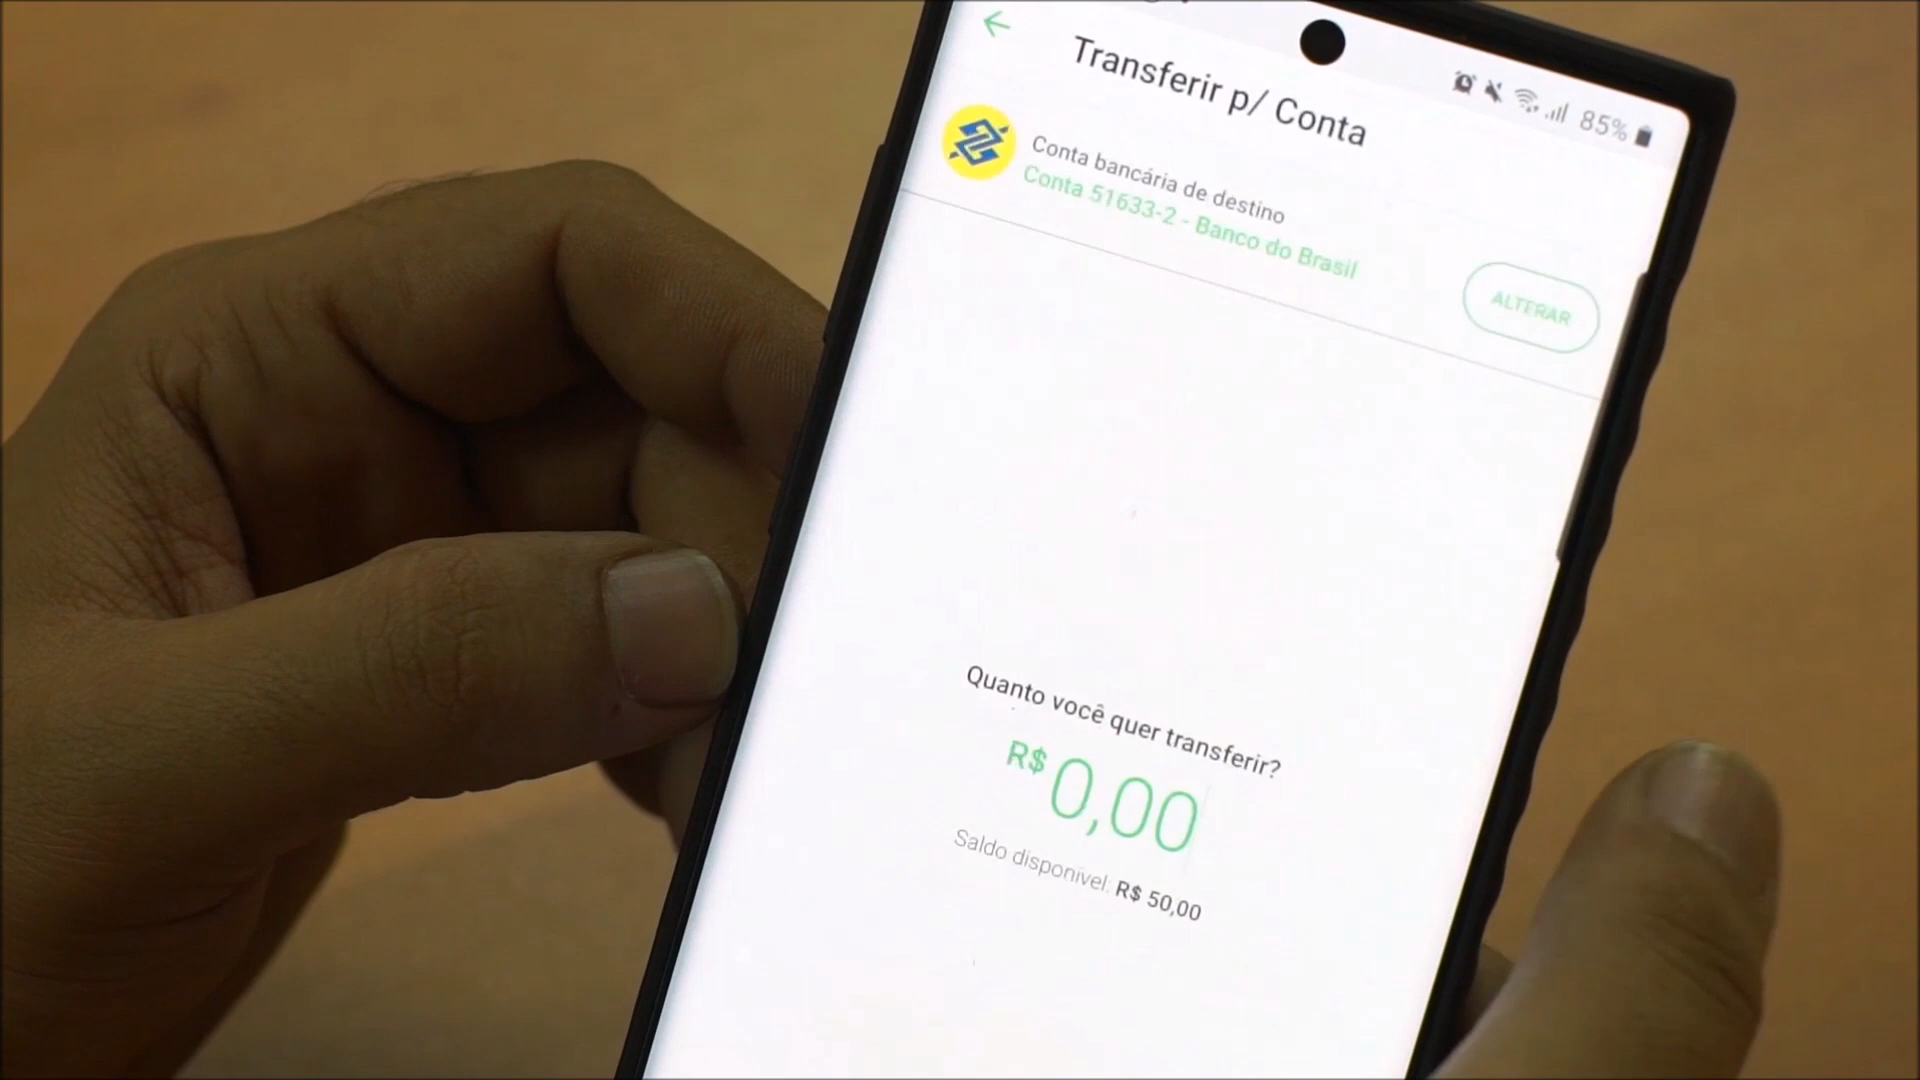 85%
Transferir p/ Conta
Conta bancária de destino
Conta 51633-2 - Banco do Brasil
ALTERAR
Quanto você quer transferir?
R$ 0,00
Saldo disponível: R$ 50,00